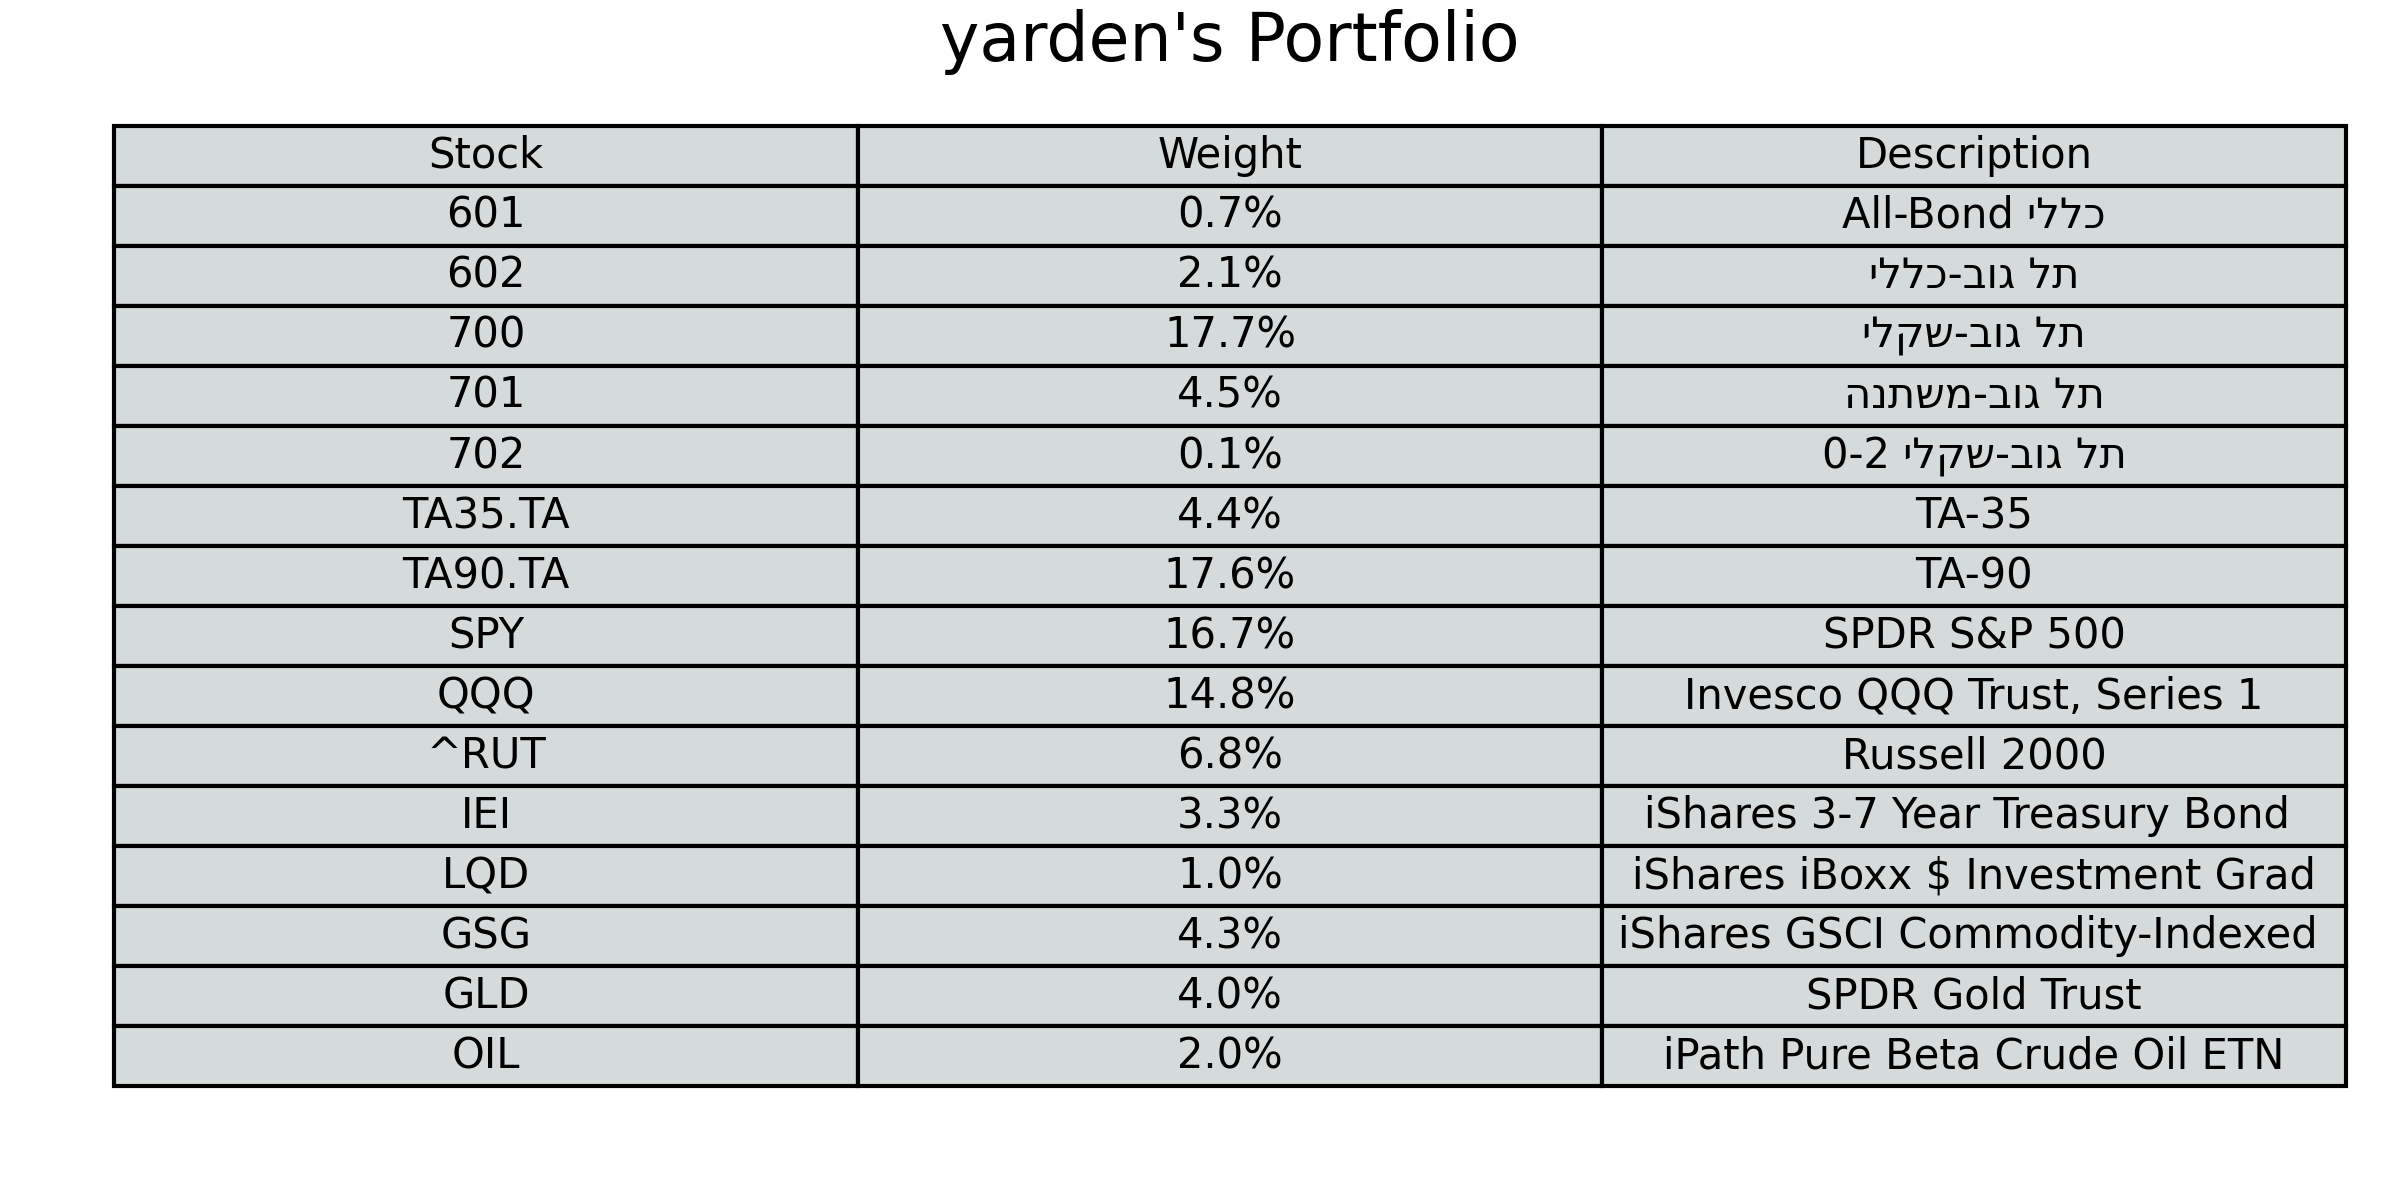 yarden's Portfolio
Stock Weight Description
601 0.7% All-Bond כללי
602 2.1% תל גוב-כללי
700 17.7% תל גוב-שקלי
701 4.5% תל גוב-משתנה
702 0.1% תל גוב-שקלי 0-2
TA35.TA 4.4% TA-35
TA90.TA 17.6% TA-90
SPY 16.7% SPDR S&P 500
QQQ 14.8% Invesco QQQ Trust, Series 1
^RUT 6.8% Russell 2000
IEI 3.3% iShares 3-7 Year Treasury Bond
LQD 1.0% iShares iBoxx $ Investment Grad
GSG 4.3% iShares GSCI Commodity-Indexed
GLD 4.0% SPDR Gold Trust
OIL 2.0% iPath Pure Beta Crude Oil ETN